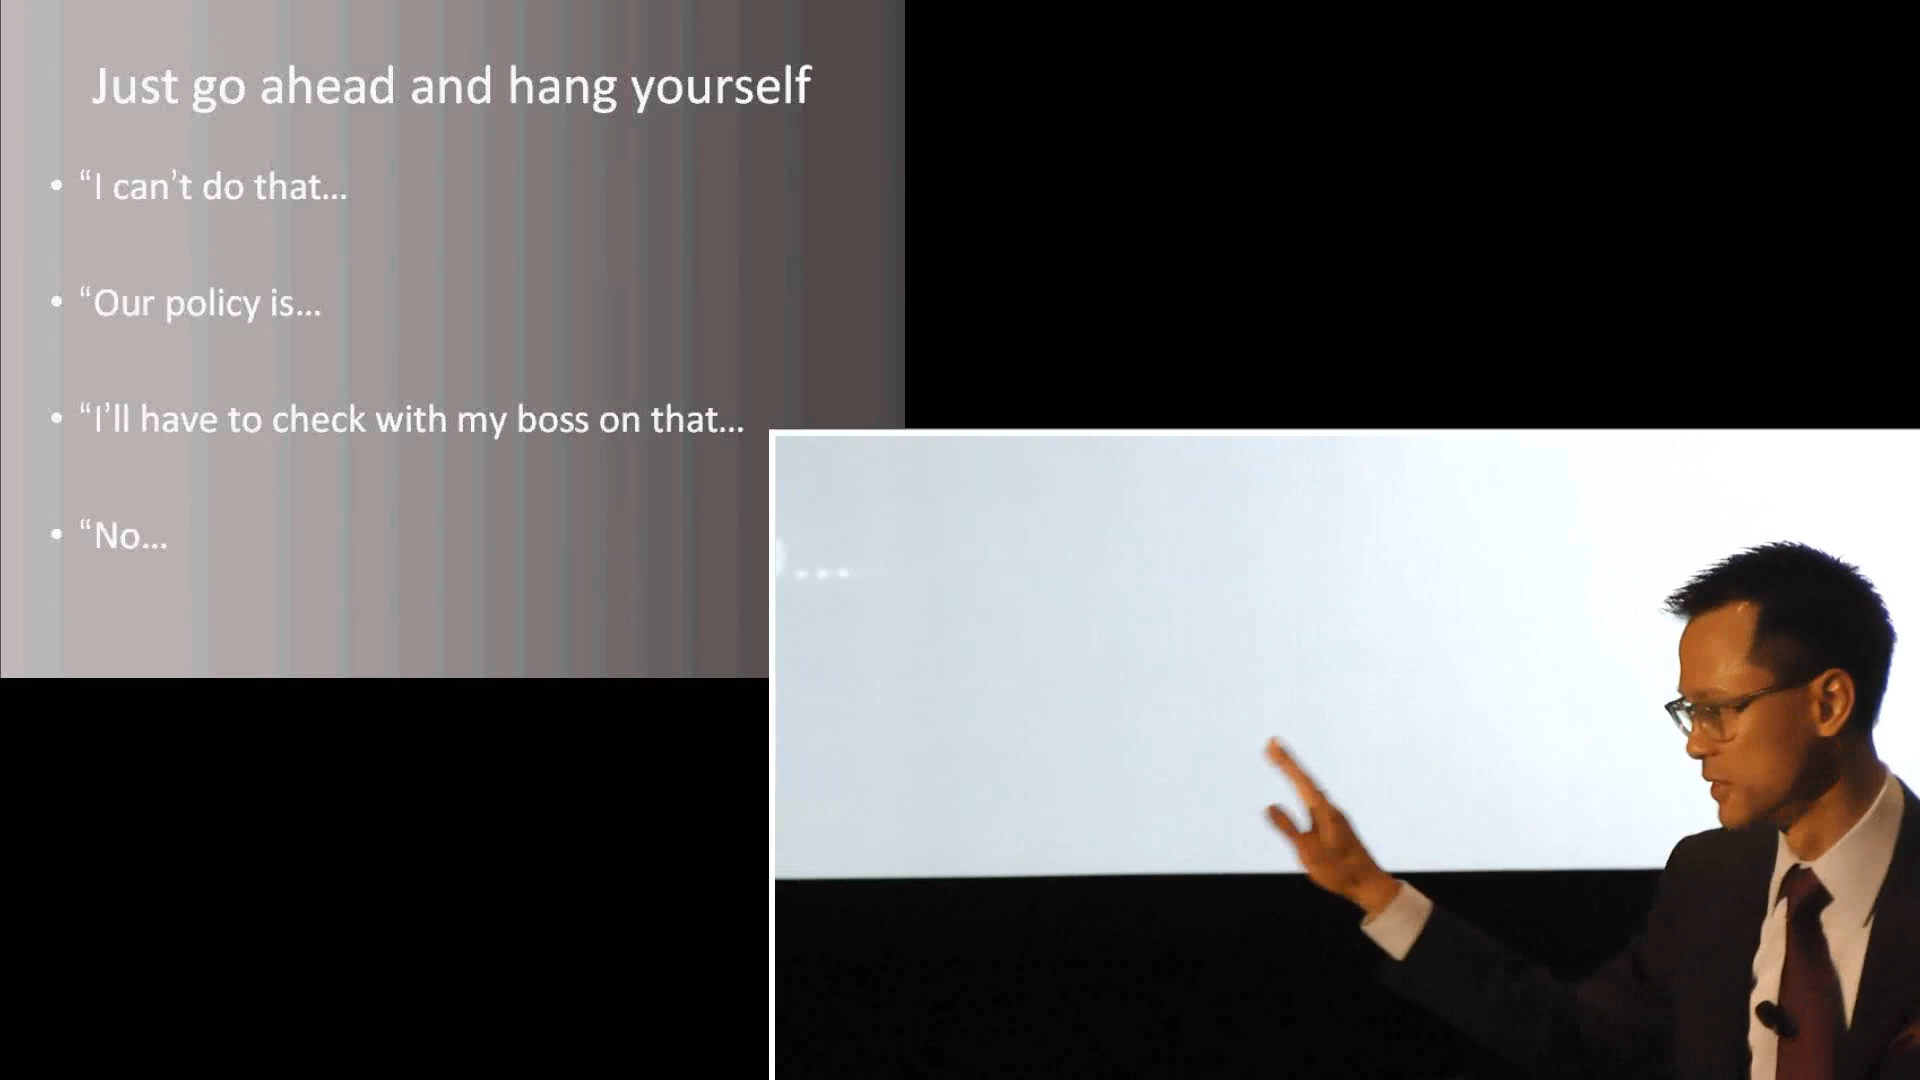 Just go ahead and hang yourself
• “I can’t do that...
• “Our policy is...
• “I’ll have to check with my boss on that...
• “No...